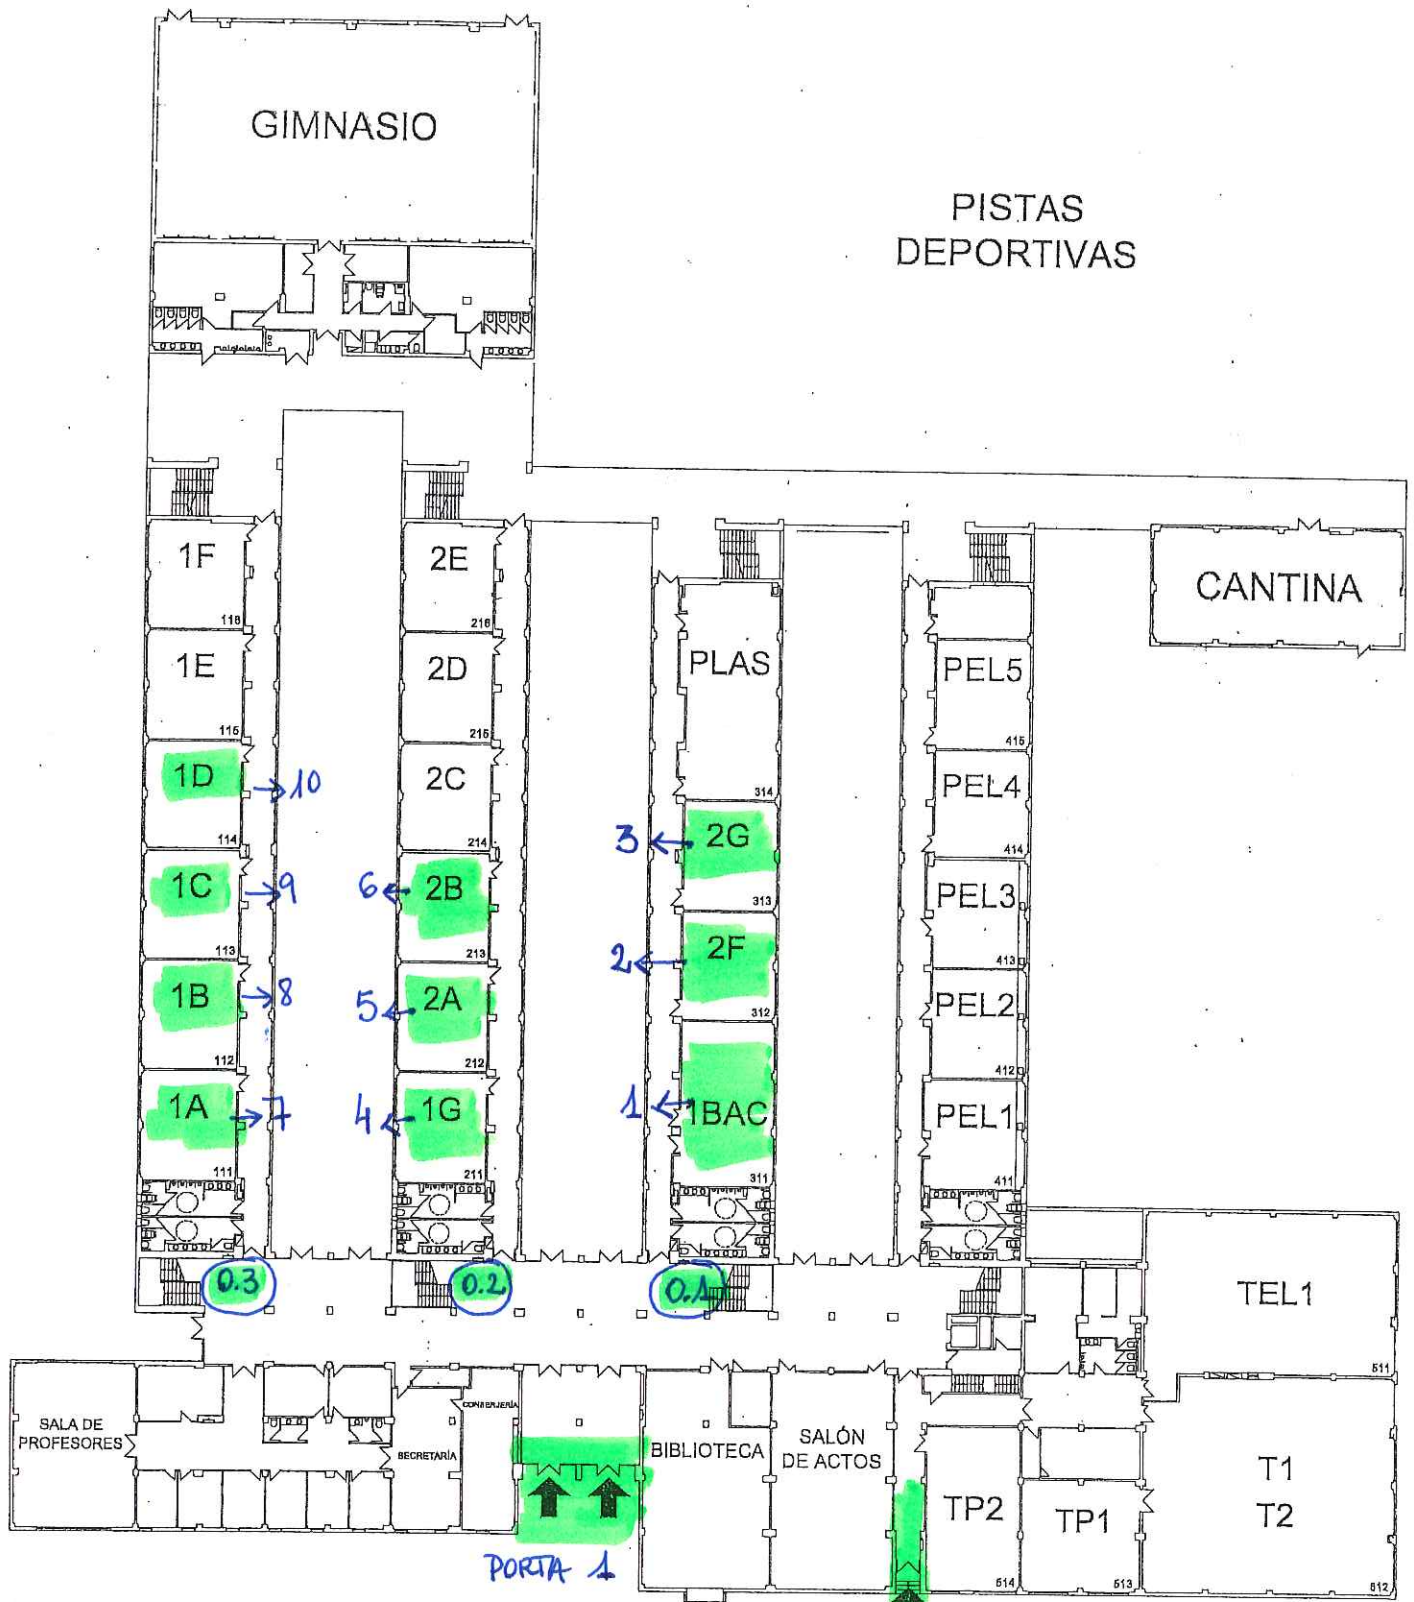 GIMNASIO
PISTAS
DEPORTIVAS
CANTINA
1F
116
1E
115
1D
→10
114
1C
→9
113
1B
→8
112
1A
→7
111
2E
216
2D
215
2C
214
6←
2B
213
5←
2A
212
4←
1G
211
PLAS
314
3←
2G
313
2←
2F
312
1←
1BAC
311
PEL5
415
PEL4
414
PEL3
413
PEL2
412
PEL1
411
0.3
0.2
0.1
TEL1
511
SALA DE
PROFESORES
SECRETARÍA
CONSERJERÍA
BIBLIOTECA
SALÓN
DE ACTOS
TP2
514
TP1
513
T1
T2
512
PORTA 1